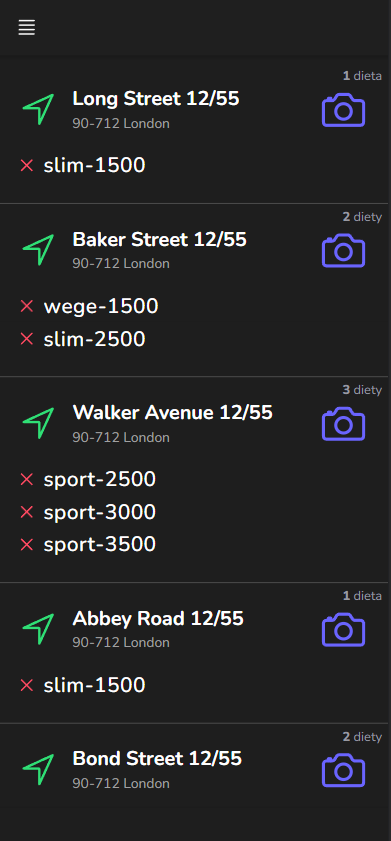 1 dieta
Long Street 12/55
90-712 London
slim-1500
2 diety
Baker Street 12/55
90-712 London
wege-1500
slim-2500
3 diety
Walker Avenue 12/55
90-712 London
sport-2500
sport-3000
sport-3500
1 dieta
Abbey Road 12/55
90-712 London
slim-1500
2 diety
Bond Street 12/55
90-712 London